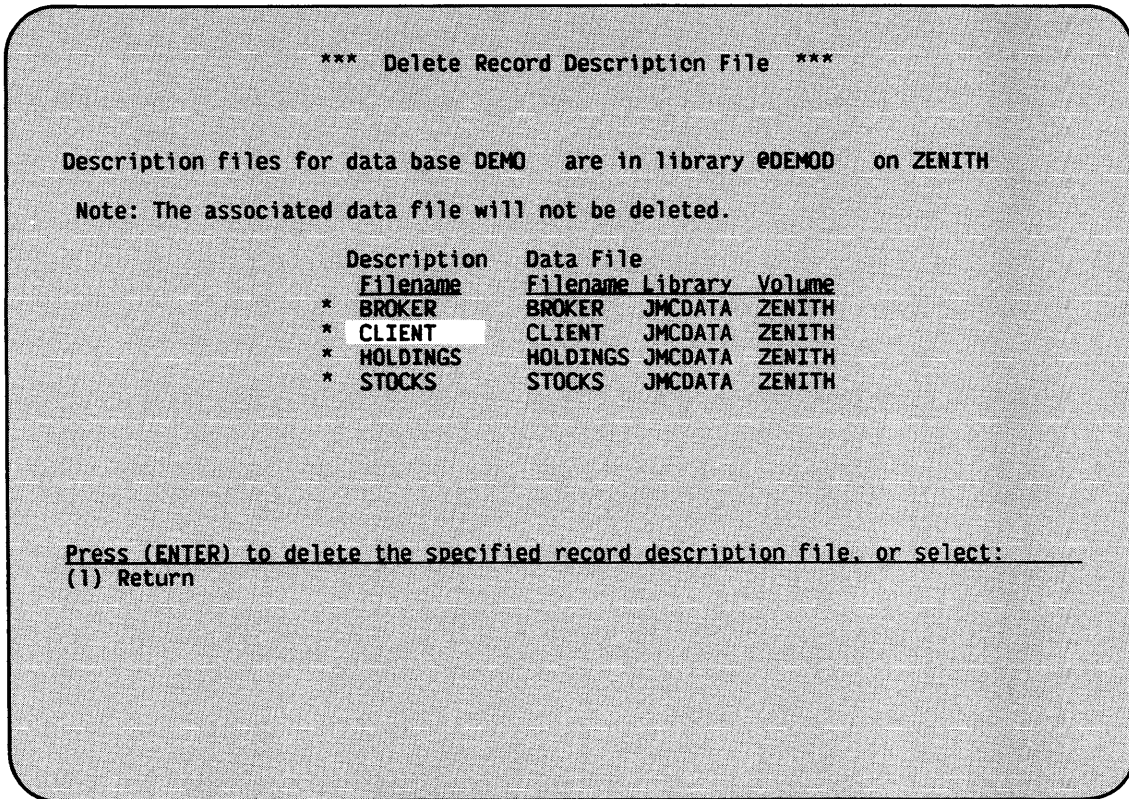 *** Delete Record Description File ***
Description files for data base DEMO are in library @DEMOD on ZENITH
Note: The associated data file will not be deleted.
Description Data File
Filename Filename Library Volume
* BROKER BROKER JMCDATA ZENITH
* CLIENT CLIENT JMCDATA ZENITH
* HOLDINGS HOLDINGS JMCDATA ZENITH
* STOCKS STOCKS JMCDATA ZENITH
Press (ENTER) to delete the specified record description file, or select:
(1) Return